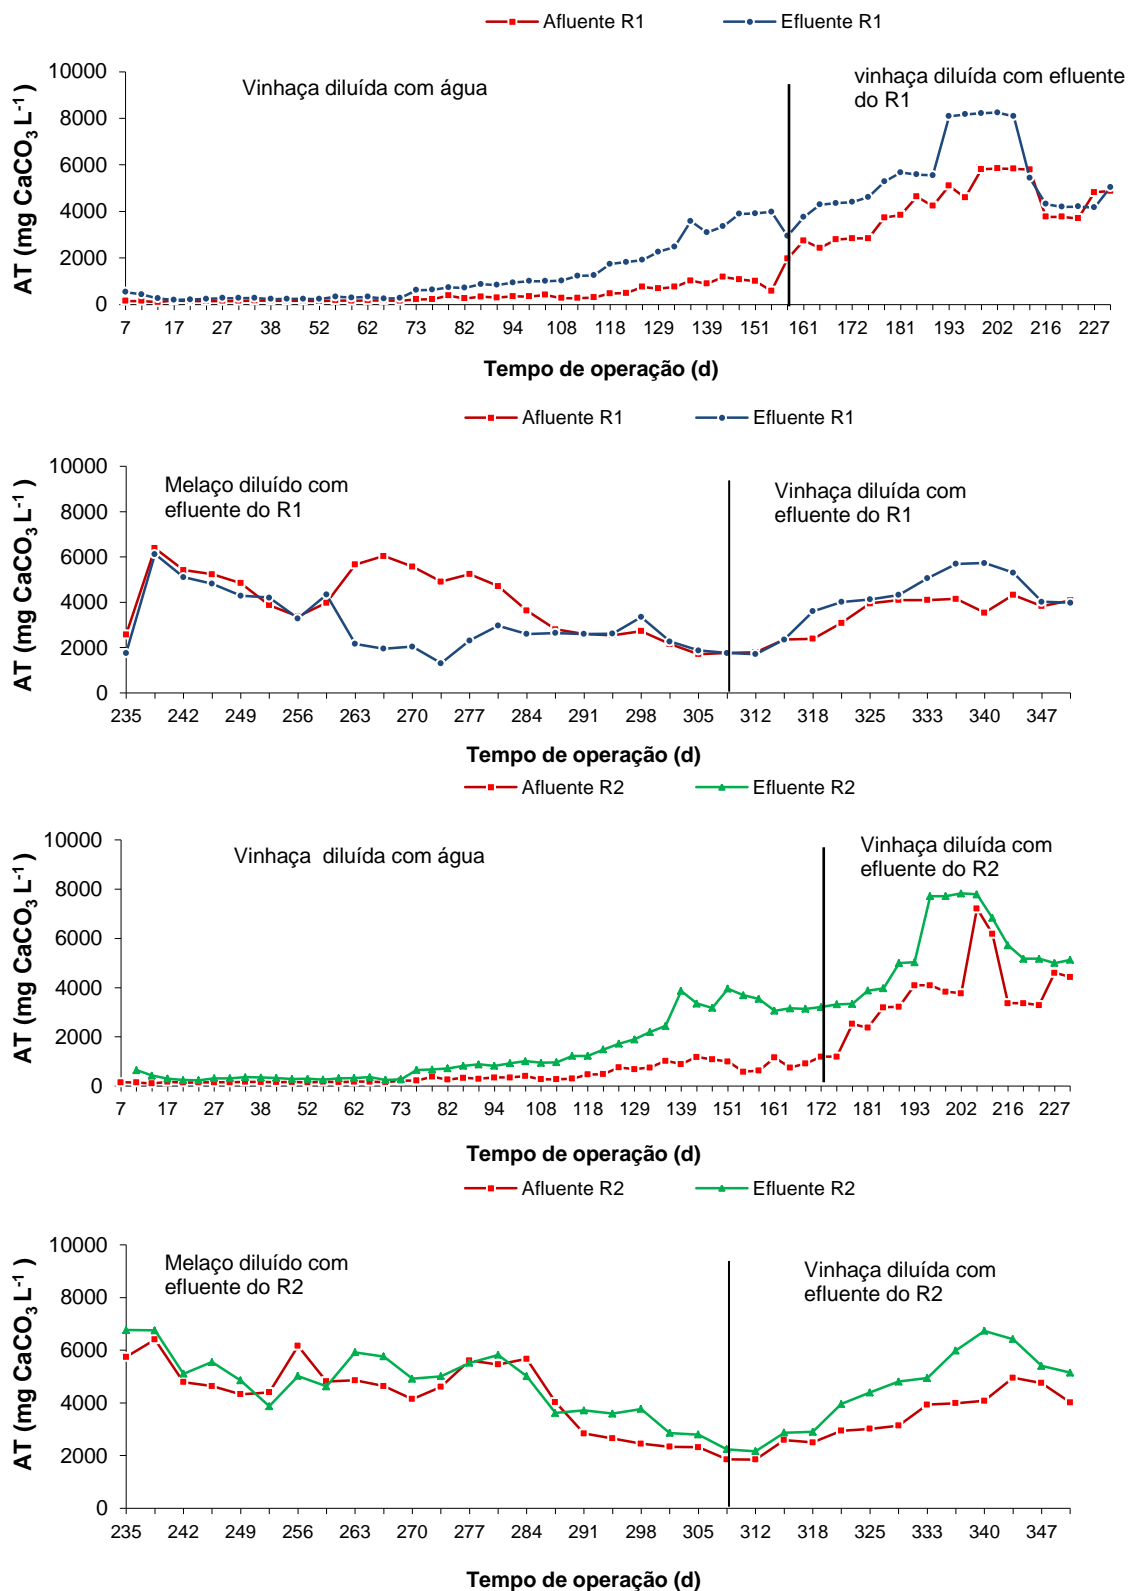 Afluente R1 Efluente R1
10000
8000
6000
4000
2000
0
AT (mg CaCO3 L-1 )
Vinhaça diluída com água
vinhaça diluída com efluente
do R1
7 17 27 38 52 62 73 82 94 108 118 129 139 151 161 172 181 193 202 216 227
Tempo de operação (d)
Afluente R1 Efluente R1
10000
8000
6000
4000
2000
0
AT (mg CaCO3 L-1 )
Melaço diluído com
efluente do R1
Vinhaça diluída com
efluente do R1
235 242 249 256 263 270 277 284 291 298 305 312 318 325 333 340 347
Tempo de operação (d)
Afluente R2 Efluente R2
10000
8000
6000
4000
2000
0
AT (mg CaCO3 L-1 )
Vinhaça diluída com água
Vinhaça diluída com
efluente do R2
7 17 27 38 52 62 73 82 94 108 118 129 139 151 161 172 181 193 202 216 227
Tempo de operação (d)
Afluente R2 Efluente R2
10000
8000
6000
4000
2000
0
AT (mg CaCO3 L-1 )
Melaço diluído com
efluente do R2
Vinhaça diluída com
efluente do R2
235 242 249 256 263 270 277 284 291 298 305 312 318 325 333 340 347
Tempo de operação (d)